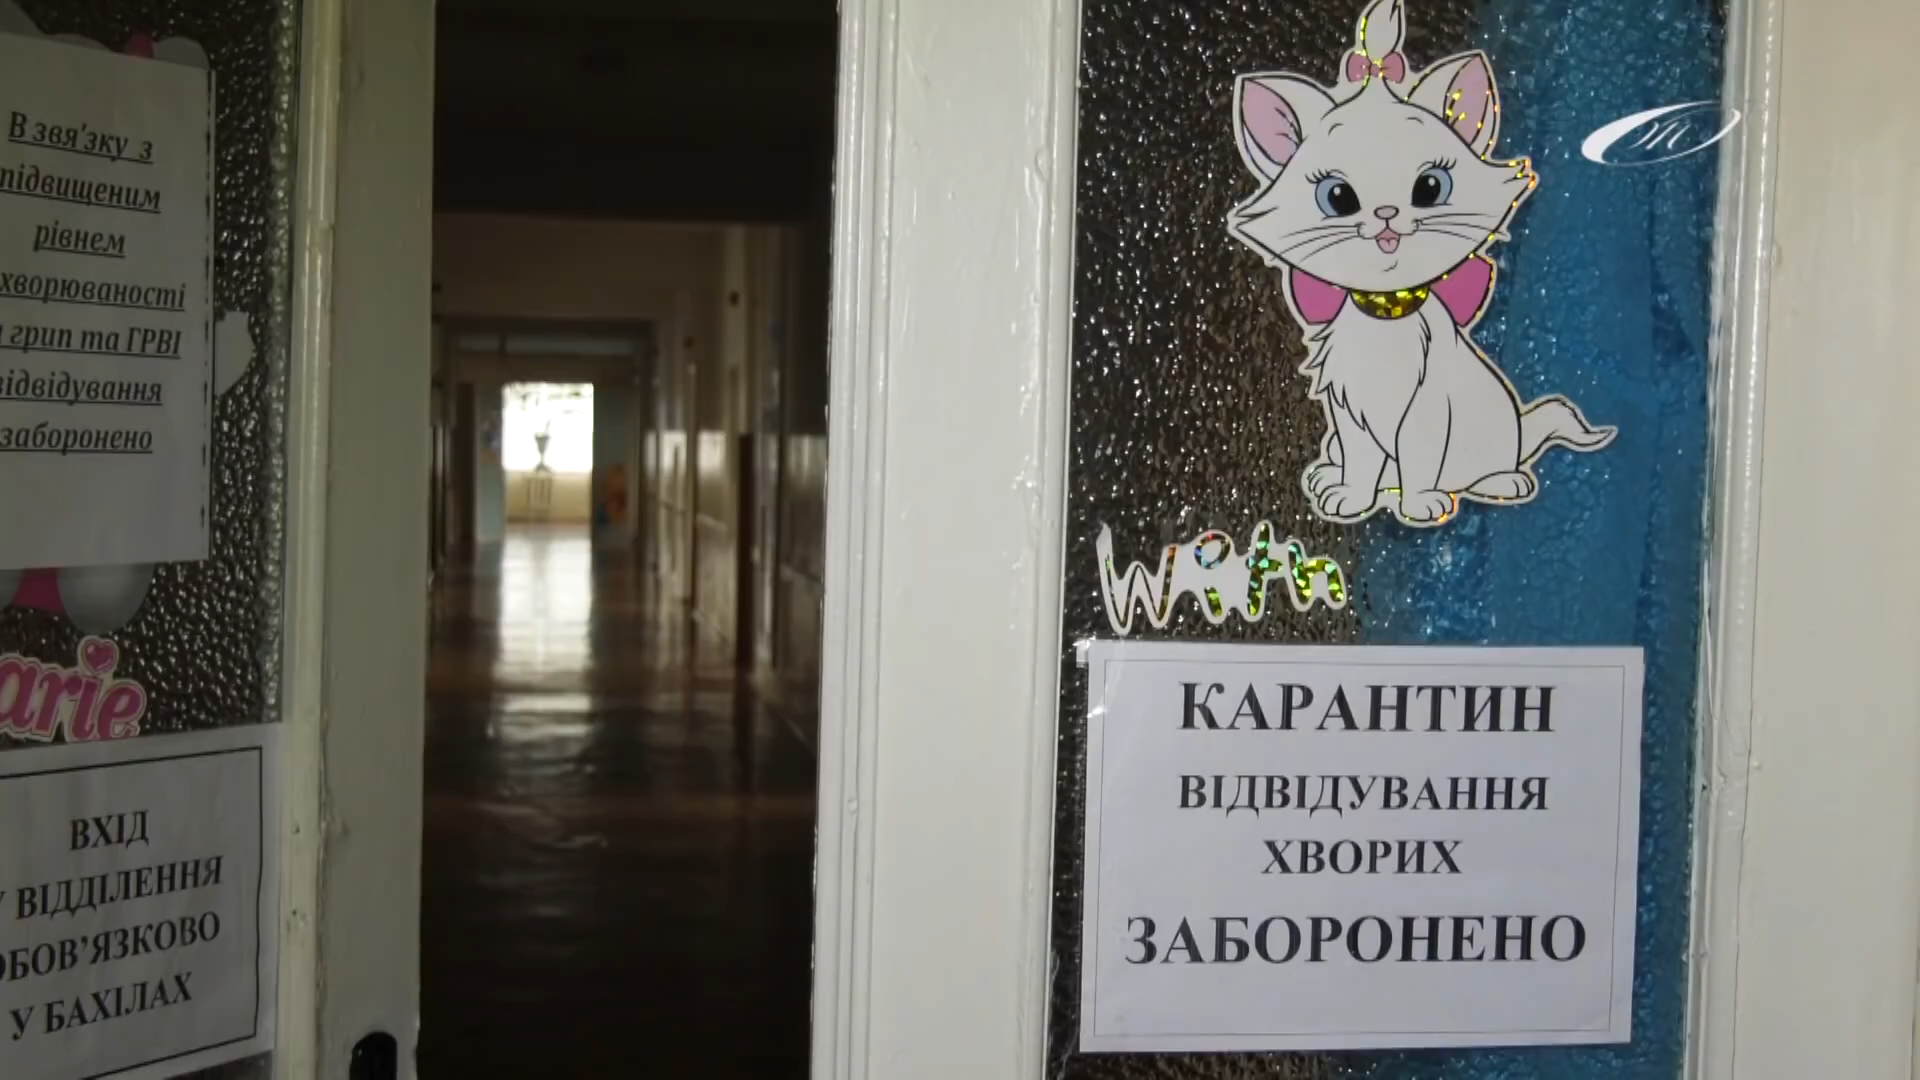 В звя'зку з
підвищеним
рівнем
хворюваності
грип та ГРВІ
відвідування
заборонено
arie
ВХІД
У ВІДДІЛЕННЯ
ОБОВ'ЯЗКОВО
У БАХІЛАХ
With
КАРАНТИН
ВІДВІДУВАННЯ
ХВОРИХ
ЗАБОРОНЕНО